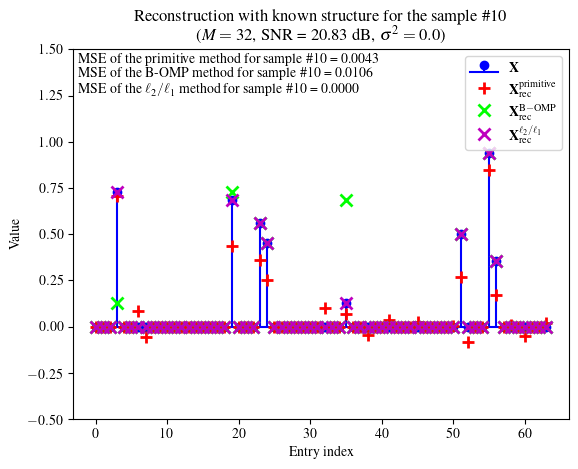 Reconstruction with known structure for the sample #10
(M = 32, SNR = 20.83 dB, σ² = 0.0)
MSE of the primitive method for sample #10 = 0.0043
MSE of the B-OMP method for sample #10 = 0.0106
MSE of the ℓ₂/ℓ₁ method for sample #10 = 0.0000
X
X_rec^primitive
X_rec^B−OMP
X_rec^ℓ₂/ℓ₁
1.50
1.25
1.00
0.75
0.50
0.25
0.00
−0.25
−0.50
Value
0 10 20 30 40 50 60
Entry index